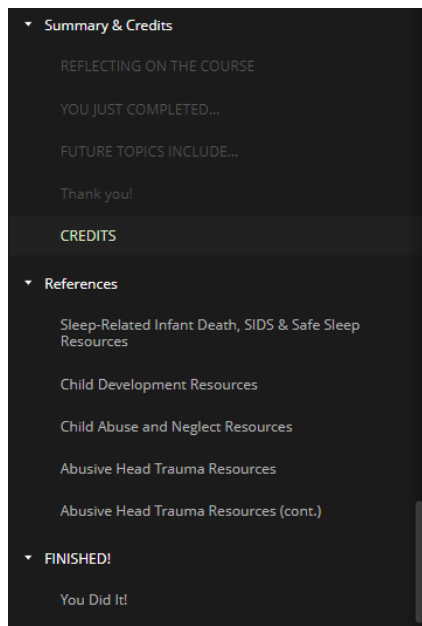 Summary & Credits
REFLECTING ON THE COURSE
YOU JUST COMPLETED...
FUTURE TOPICS INCLUDE...
Thank you!
CREDITS
References
Sleep-Related Infant Death, SIDS & Safe Sleep
Resources
Child Development Resources
Child Abuse and Neglect Resources
Abusive Head Trauma Resources
Abusive Head Trauma Resources (cont.)
FINISHED!
You Did It!